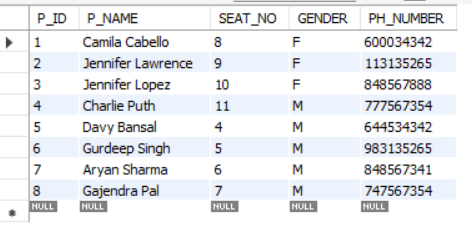 P_ID P_NAME SEAT_NO GENDER PH_NUMBER
1 Camila Cabello 8 F 600034342
2 Jennifer Lawrence 9 F 113135265
3 Jennifer Lopez 10 F 848567888
4 Charlie Puth 11 M 777567354
5 Davy Bansal 4 M 644534342
6 Gurdeep Singh 5 M 983135265
7 Aryan Sharma 6 M 848567341
8 Gajendra Pal 7 M 747567354
NULL NULL NULL NULL NULL